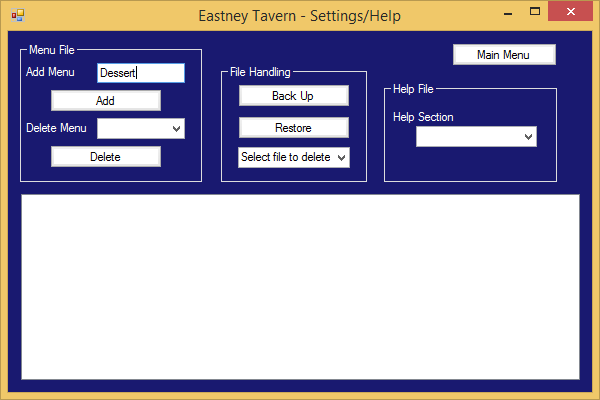 Eastney Tavern - Settings/Help
Main Menu
Menu File
Add Menu
Dessert
Add
Delete Menu
Delete
File Handling
Back Up
Restore
Select file to delete
Help File
Help Section